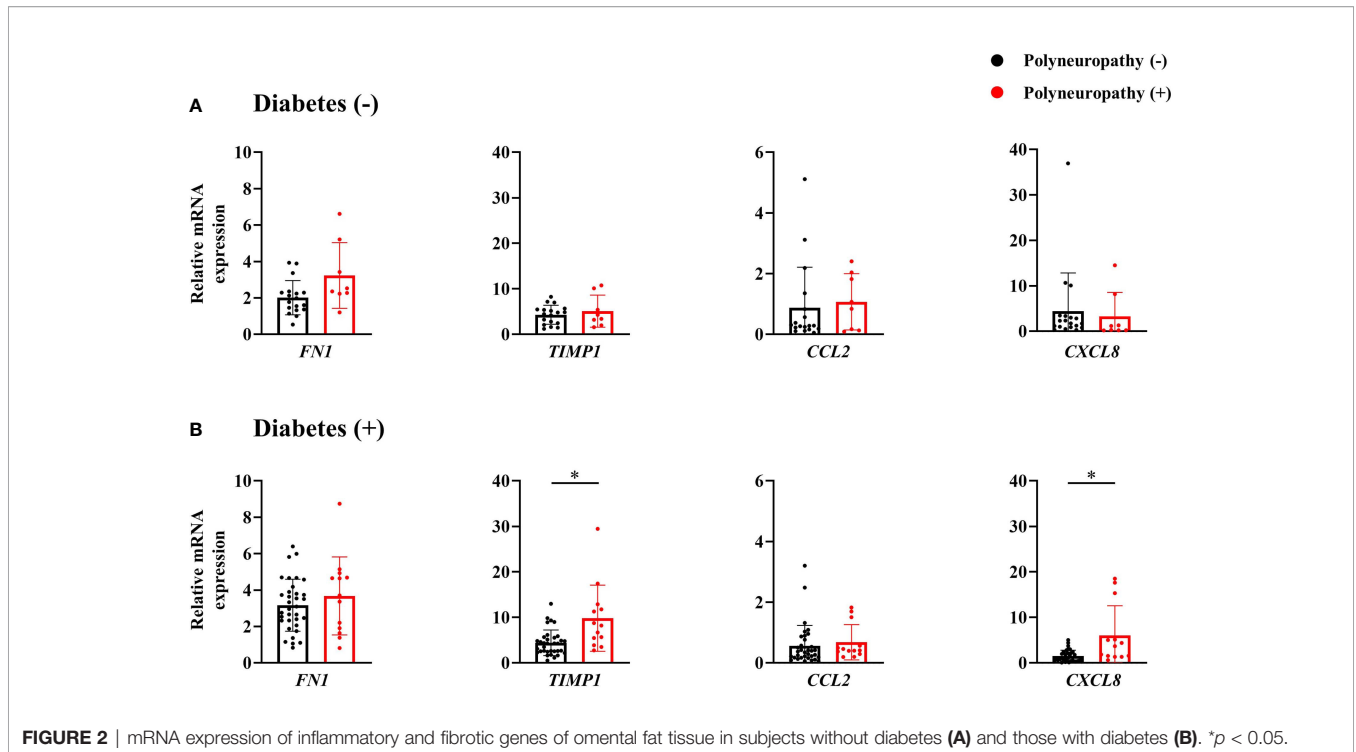 Polyneuropathy (-)
Polyneuropathy (+)
A Diabetes (-)
Relative mRNA
expression
10
8
6
4
2
0
FN1
40
30
20
10
0
TIMP1
6
4
2
0
CCL2
40
30
20
10
0
CXCL8
B Diabetes (+)
Relative mRNA
expression
10
8
6
4
2
0
FN1
40
30
20
10
0
*
TIMP1
6
4
2
0
CCL2
40
30
20
10
0
*
CXCL8
FIGURE 2 | mRNA expression of inflammatory and fibrotic genes of omental fat tissue in subjects without diabetes (A) and those with diabetes (B). *p < 0.05.